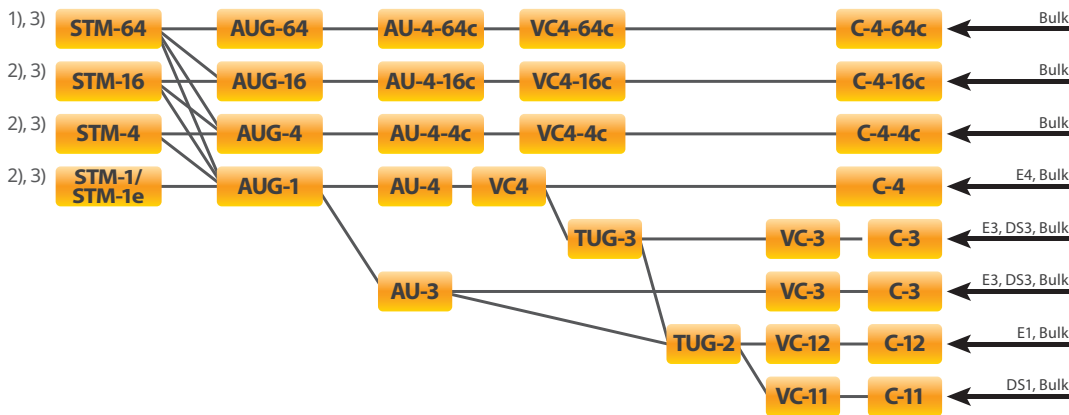 1), 3) STM-64 AUG-64 AU-4-64c VC4-64c C-4-64c Bulk
2), 3) STM-16 AUG-16 AU-4-16c VC4-16c C-4-16c Bulk
2), 3) STM-4 AUG-4 AU-4-4c VC4-4c C-4-4c Bulk
2), 3) STM-1/
STM-1e AUG-1 AU-4 VC4 C-4 E4, Bulk
TUG-3 VC-3 C-3 E3, DS3, Bulk
AU-3 VC-3 C-3 E3, DS3, Bulk
TUG-2 VC-12 C-12 E1, Bulk
VC-11 C-11 DS1, Bulk